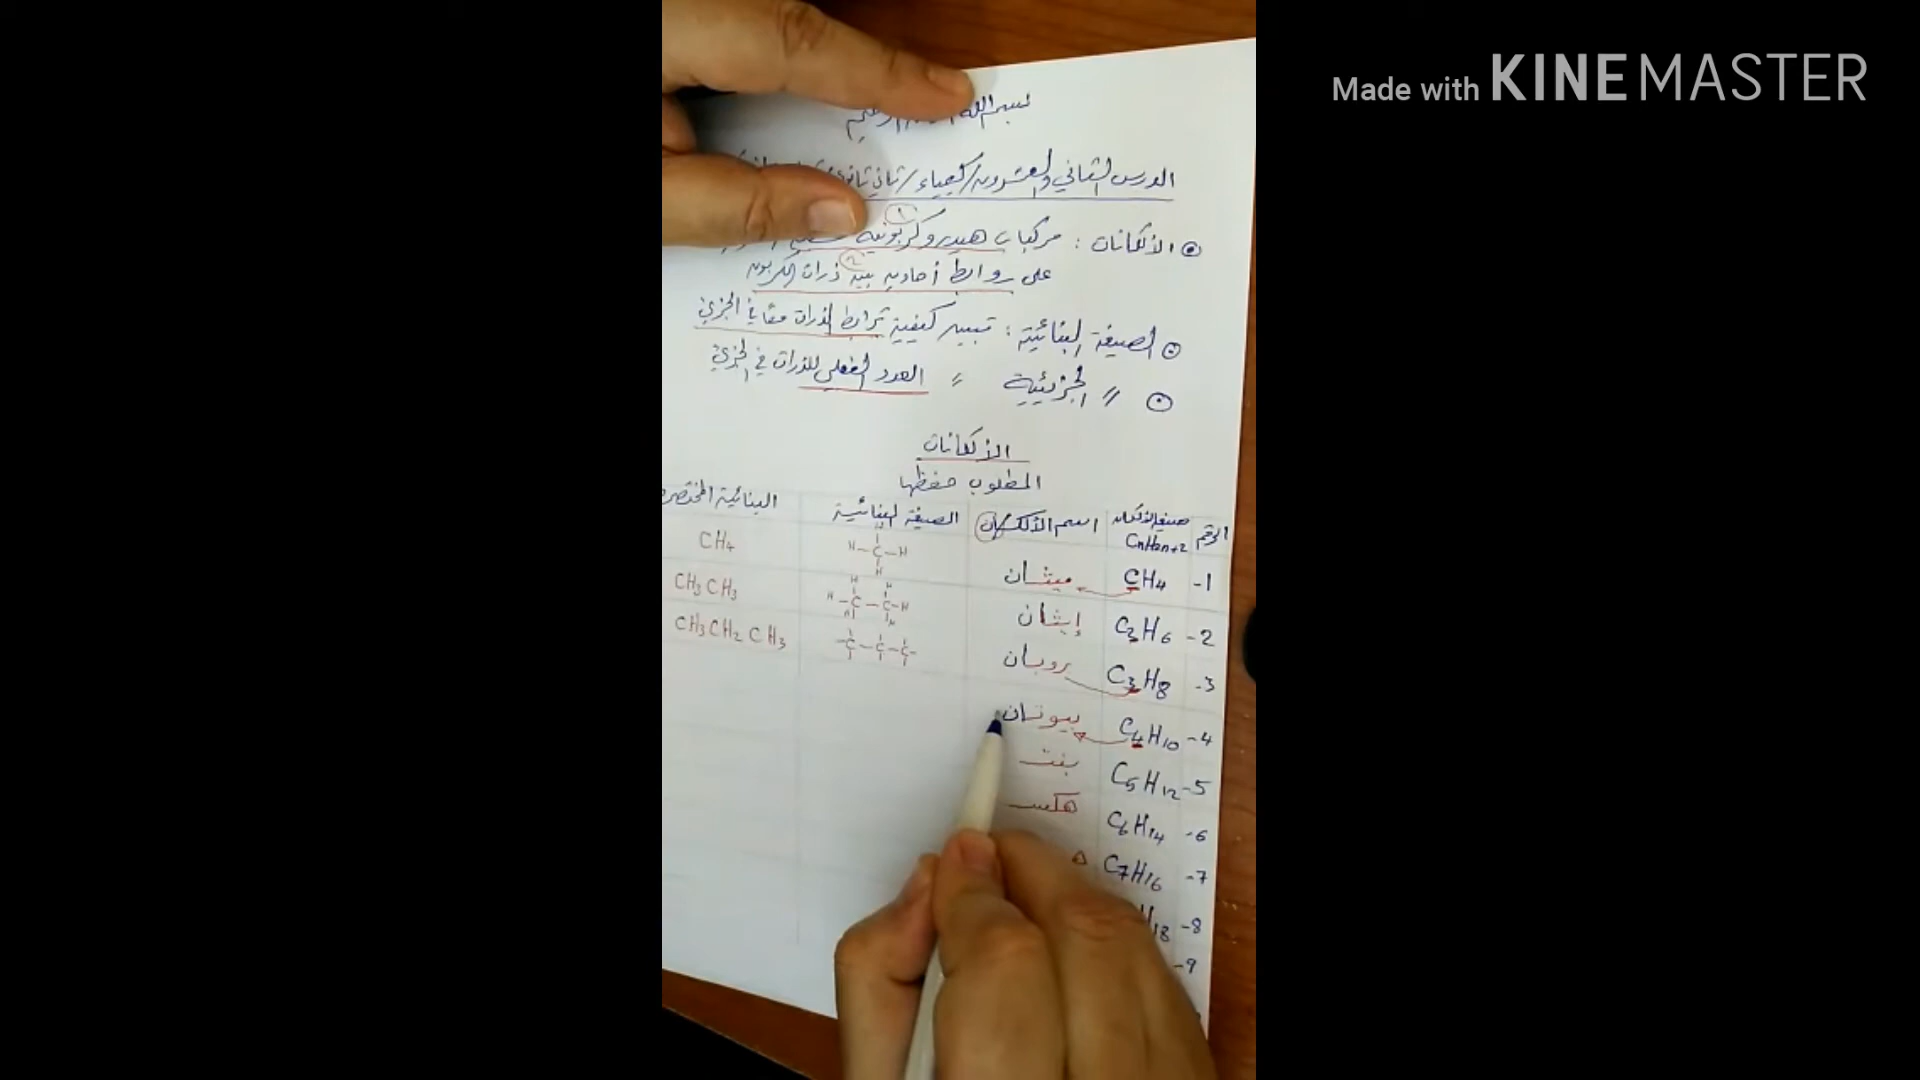 Made with KINEMASTER
بسم الله
الدرس الثاني والعشرون/كيمياء/ثاني ثانوي
الألكانات : مركبات هيدروكربونية
على روابط أحادية بين ذرات الكربون
الصيغة البنائية : تبين كيفية ترابط الذرات معًا في الجزيء
〃 الجزيئية 〃 العدد الفعلي للذرات في الجزيء
الألكانات
المطلوب حفظها
الرقم صيغة الألكان CnH2n+2 اسم الألكان الصيغة البنائية البنائية المختصرة
1- CH4 ميثان H-C-H H H CH4
2- C2H6 إيثان H-C-C-H H H H H CH3CH3
3- C3H8 بروبان -C-C-C- CH3CH2CH3
4- C4H10 بيوتان
5- C5H12 بنت
6- C6H14 هكس
7- C7H16
8- H18
9-